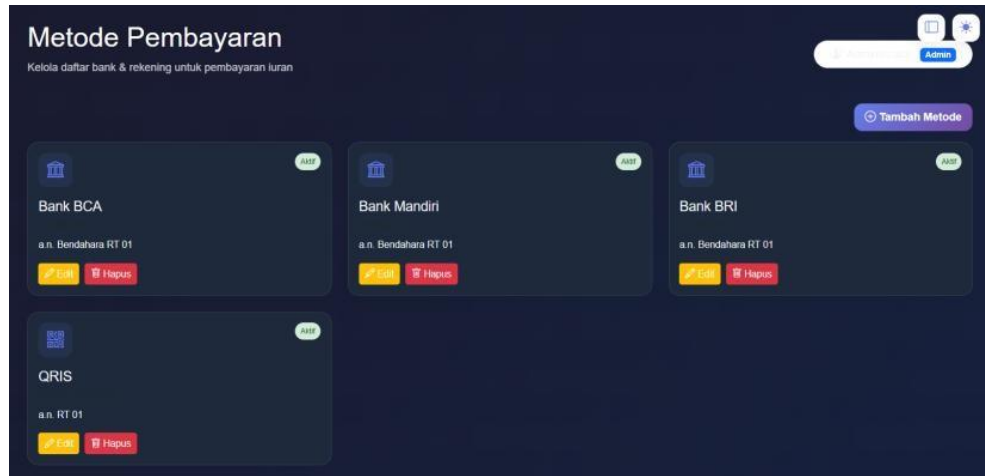 Metode Pembayaran
Kelola daftar bank & rekening untuk pembayaran iuran
Admin
Tambah Metode
Aktif
Aktif
Aktif
Bank BCA
Bank Mandiri
Bank BRI
a.n. Bendahara RT 01
a.n. Bendahara RT 01
a.n. Bendahara RT 01
Edit
Hapus
Edit
Hapus
Edit
Hapus
Aktif
QRIS
a.n. RT 01
Edit
Hapus